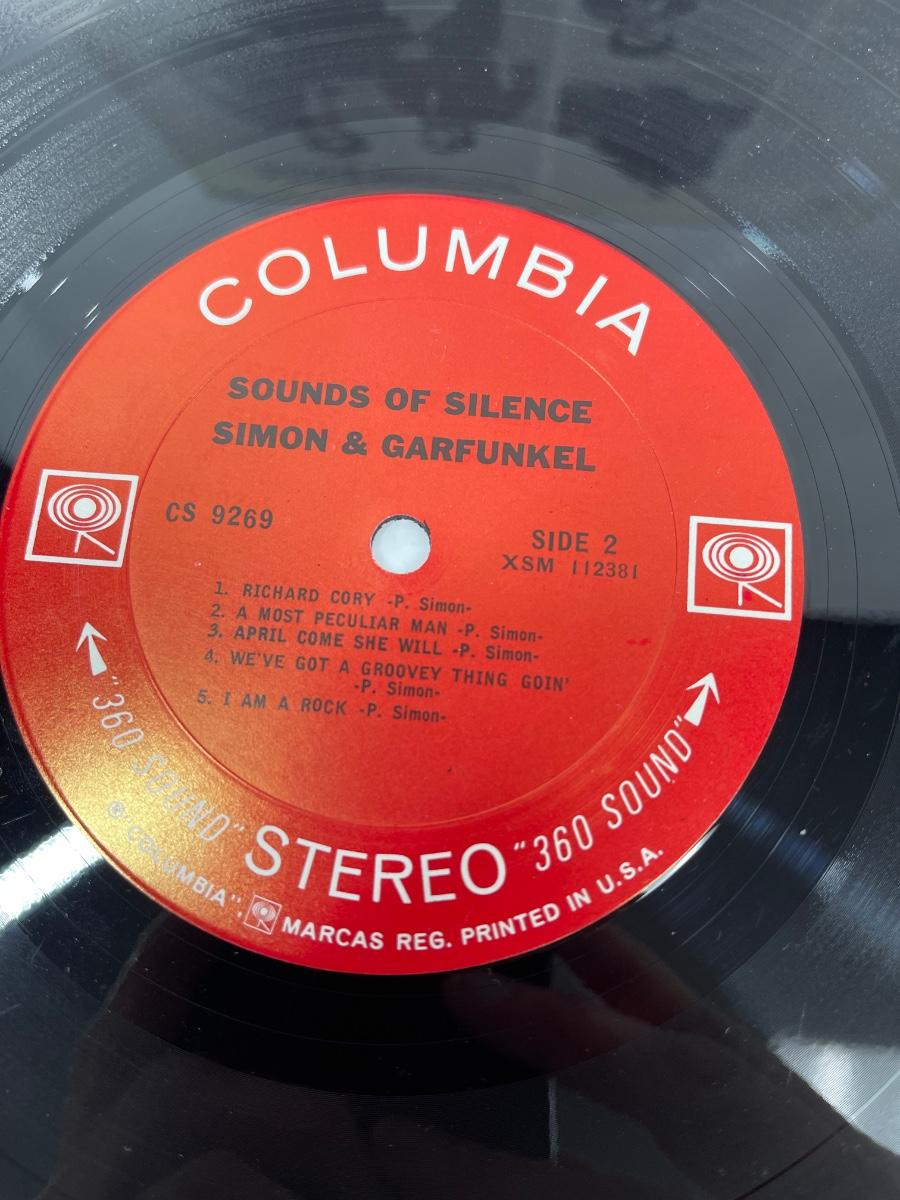 COLUMBIA
SOUNDS OF SILENCE
SIMON & GARFUNKEL
CS 9269
SIDE 2
XSM 112381
1. RICHARD CORY -P. Simon-
2. A MOST PECULIAR MAN -P. Simon-
3. APRIL COME SHE WILL -P. Simon-
4. WE'VE GOT A GROOVEY THING GOIN'
-P. Simon-
5. I AM A ROCK -P. Simon-
"360 SOUND" STEREO "360 SOUND"
® "COLUMBIA", MARCAS REG. PRINTED IN U.S.A.